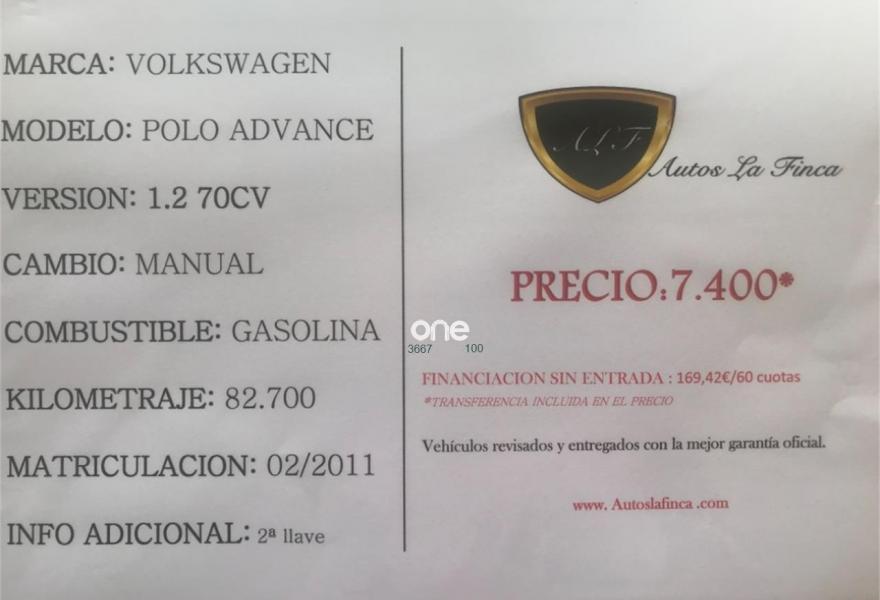 MARCA: VOLKSWAGEN
MODELO: POLO ADVANCE
VERSION: 1.2 70CV
CAMBIO: MANUAL
COMBUSTIBLE: GASOLINA
KILOMETRAJE: 82.700
MATRICULACION: 02/2011
INFO ADICIONAL: 2ª llave
ALF
Autos La Finca
PRECIO:7.400*
one
3667 100
FINANCIACION SIN ENTRADA : 169,42€/60 cuotas
*TRANSFERENCIA INCLUIDA EN EL PRECIO
Vehículos revisados y entregados con la mejor garantía oficial.
www. Autoslafinca .com